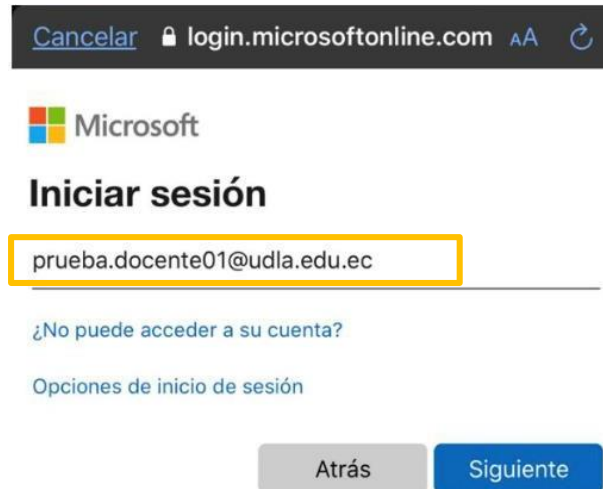 Cancelar login.microsoftonline.com AA
Microsoft
Iniciar sesión
prueba.docente01@udla.edu.ec
¿No puede acceder a su cuenta?
Opciones de inicio de sesión
Atrás Siguiente